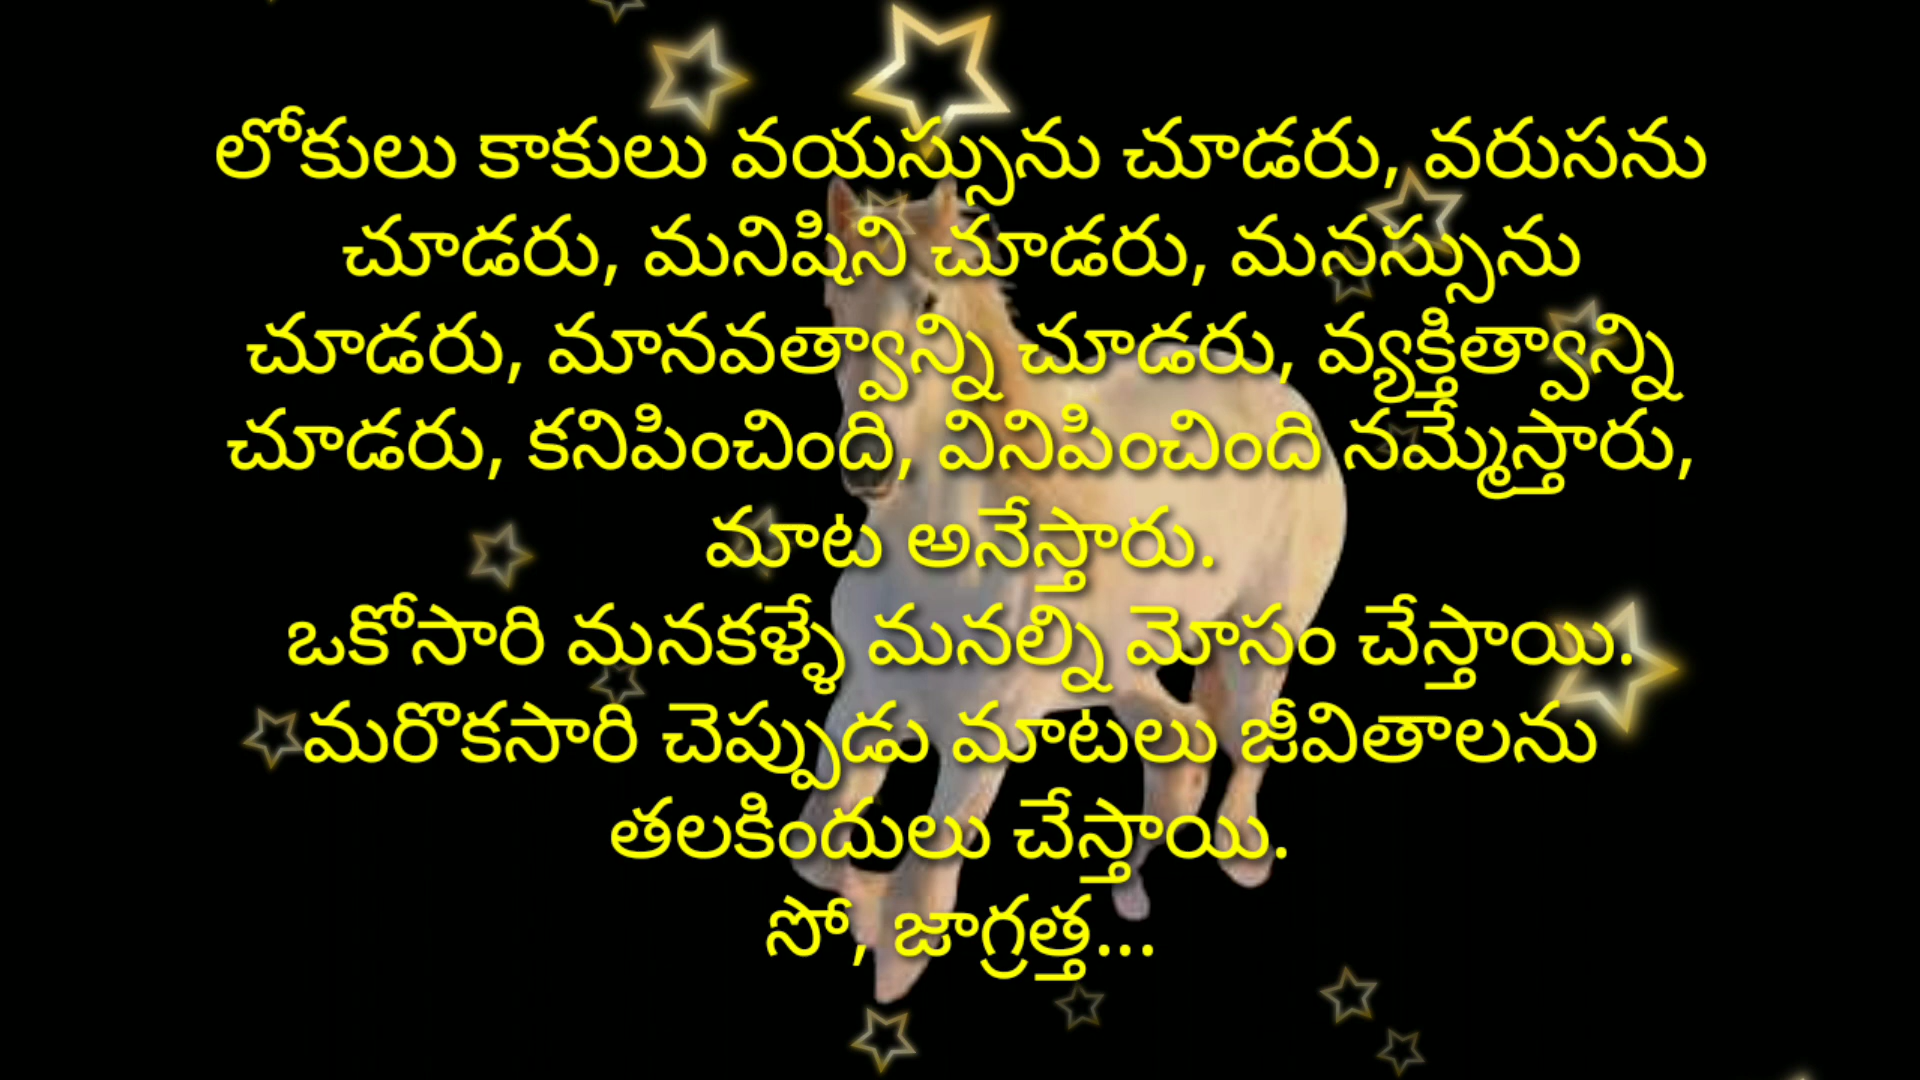 లోకులు కాకులు వయస్సును చూడరు, వరుసను
చూడరు, మనిషిని చూడరు, మనస్సును
చూడరు, మానవత్వాన్ని చూడరు, వ్యక్తిత్వాన్ని
చూడరు, కనిపించింది, వినిపించింది నమ్మేస్తారు,
మాట అనేస్తారు.
ఒకోసారి మనకళ్ళే మనల్ని మోసం చేస్తాయి.
మరొకసారి చెప్పుడు మాటలు జీవితాలను
తలకిందులు చేస్తాయి.
సో, జాగ్రత్త...